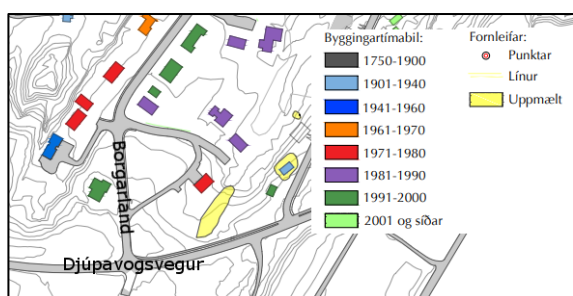 Byggingartímabil:
1750-1900
1901-1940
1941-1960
1961-1970
1971-1980
1981-1990
1991-2000
2001 og síðar
Fornleifar:
Punktar
Línur
Uppmælt
Borgarland
Djúpavogsvegur